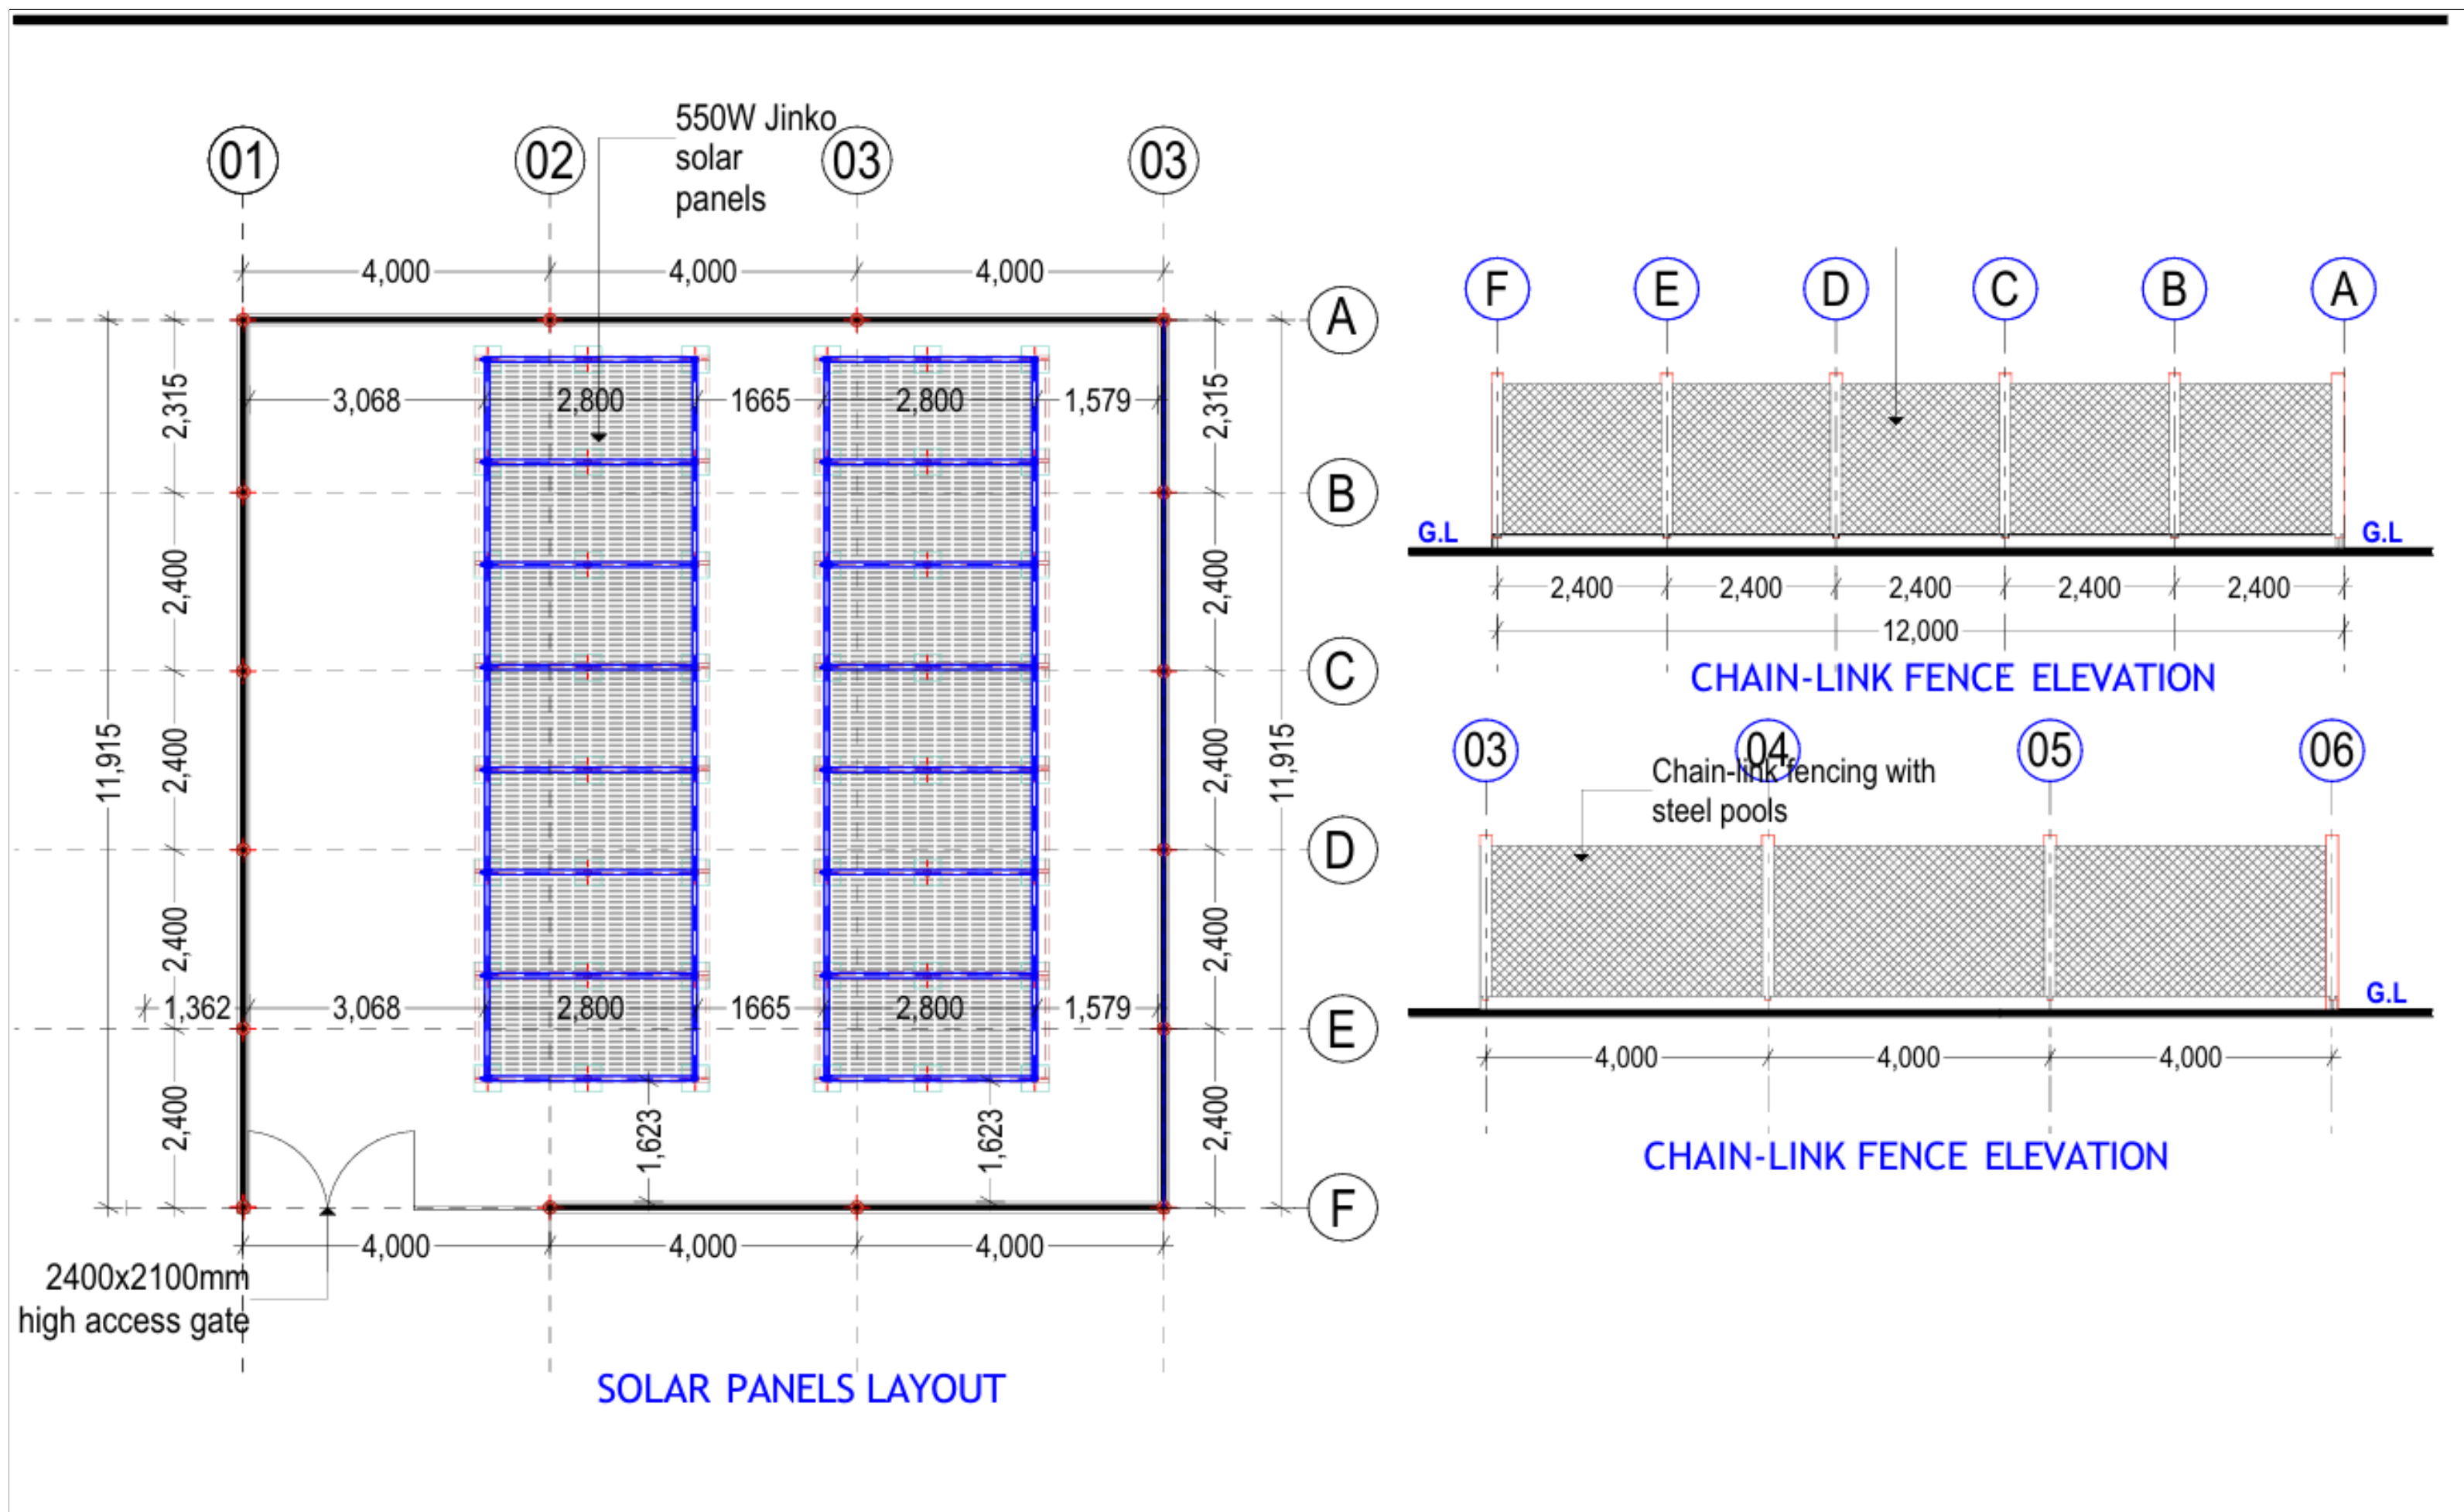 550W Jinko
solar
panels
01
02
03
03
4,000
4,000
4,000
A
B
C
D
E
F
2,315
2,400
2,400
2,400
2,400
11,915
2,315
2,400
2,400
2,400
2,400
11,915
3,068
2,800
1665
2,800
1,579
1,362
3,068
2,800
1665
2,800
1,579
1,623
1,623
4,000
4,000
4,000
2400x2100mm
high access gate
SOLAR PANELS LAYOUT
F
E
D
C
B
A
G.L
G.L
2,400
2,400
2,400
2,400
2,400
12,000
CHAIN-LINK FENCE ELEVATION
03
04
05
06
Chain-link fencing with
steel pools
G.L
4,000
4,000
4,000
CHAIN-LINK FENCE ELEVATION